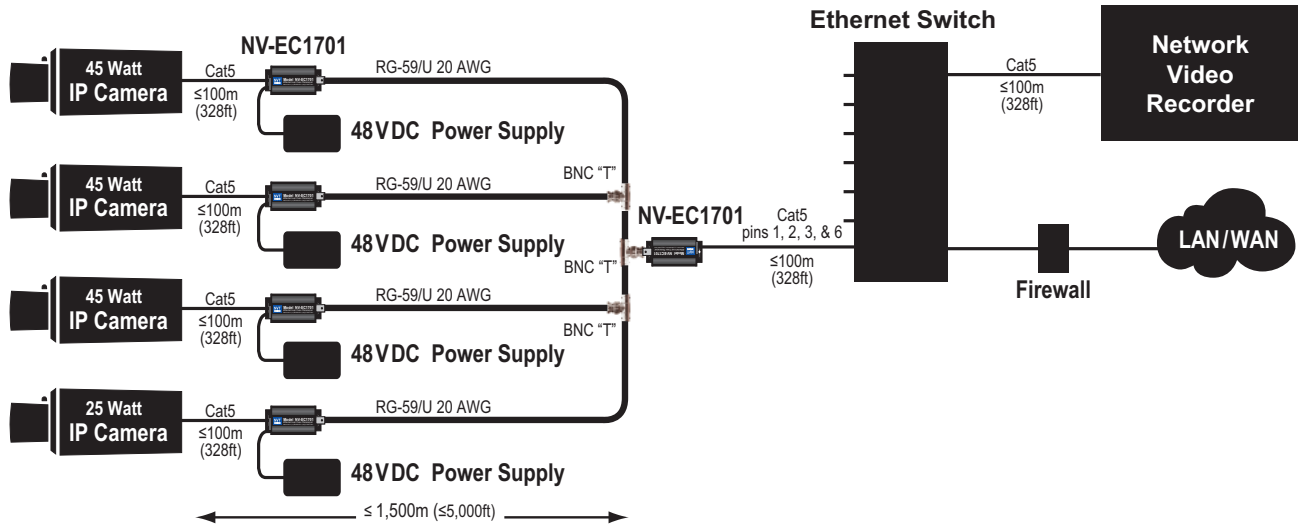 Ethernet Switch
NV-EC1701
45 Watt
IP Camera
Cat5
≤100m
(328ft)
RG-59/U 20 AWG
48VDC Power Supply
Cat5
≤100m
(328ft)
Network
Video
Recorder
45 Watt
IP Camera
Cat5
≤100m
(328ft)
RG-59/U 20 AWG
BNC “T”
48VDC Power Supply
NV-EC1701
BNC “T”
Cat5
pins 1, 2, 3, & 6
≤100m
(328ft)
Firewall
LAN/WAN
45 Watt
IP Camera
Cat5
≤100m
(328ft)
RG-59/U 20 AWG
BNC “T”
48VDC Power Supply
25 Watt
IP Camera
Cat5
≤100m
(328ft)
RG-59/U 20 AWG
48VDC Power Supply
≤ 1,500m (≤5,000ft)